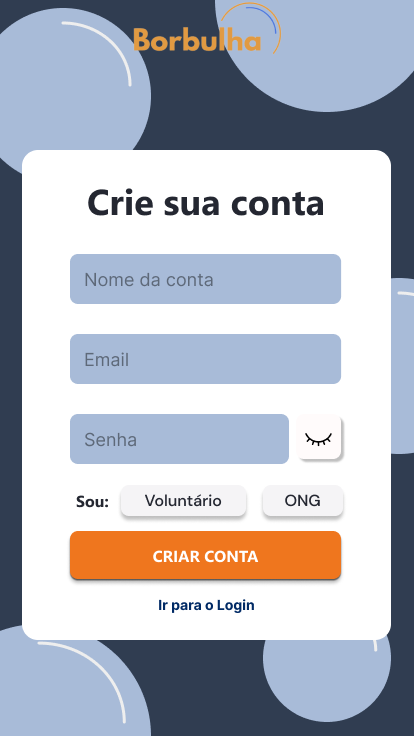 Borbulha
Crie sua conta
Nome da conta
Email
Senha
Sou: Voluntário ONG
CRIAR CONTA
Ir para o Login